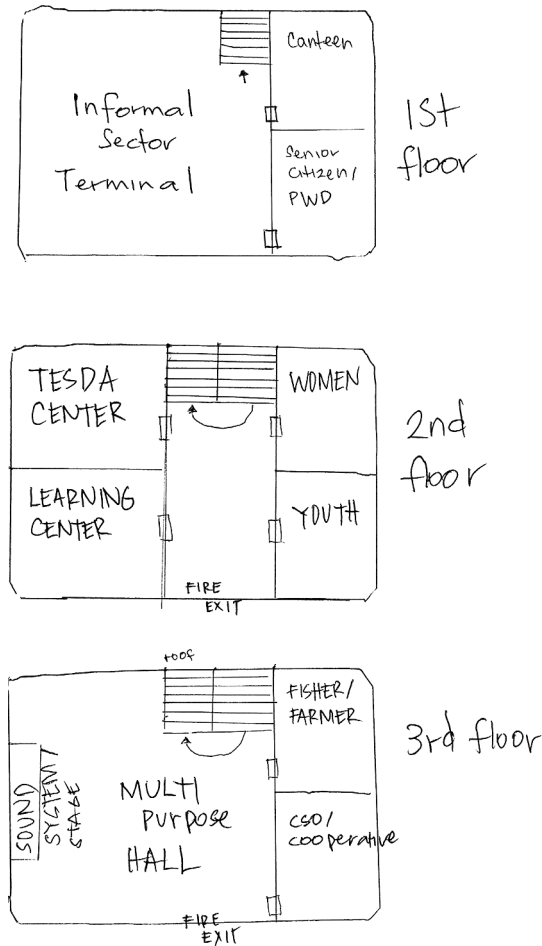 Canteen
Informal
Sector
Terminal
Senior
Citizen/
PWD
1st
floor
TESDA
CENTER
WOMEN
LEARNING
CENTER
YOUTH
FIRE
EXIT
2nd
floor
roof
FISHER/
FARMER
SOUND
SYSTEM/
STAGE
MULTI
Purpose
HALL
CSO/
cooperative
FIRE
EXIT
3rd floor